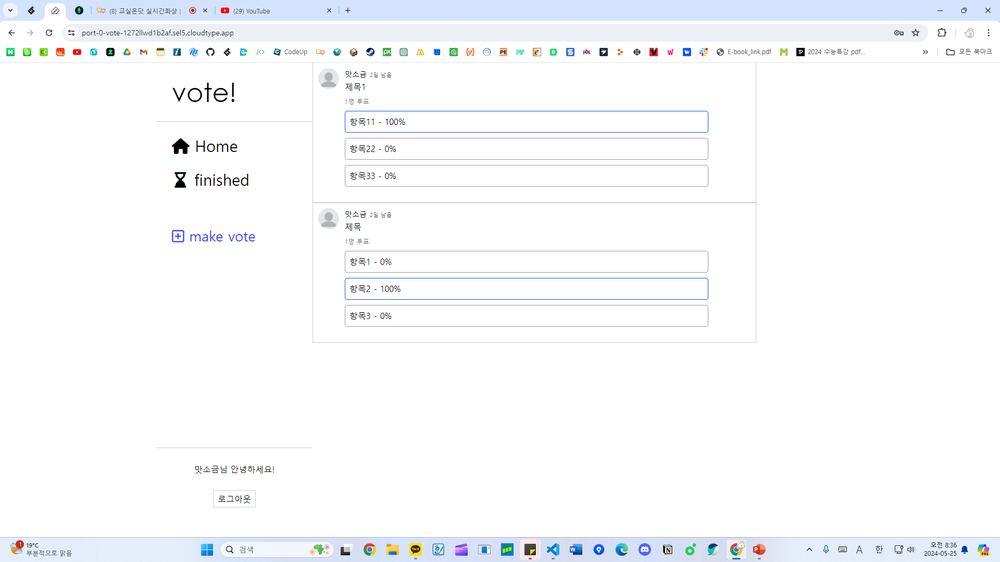 (8) 교실온닷 실시간화상 |
(29) YouTube
port-0-vote-1272llwd1b2af.sel5.cloudtype.app
CodeUp
E-book_link.pdf
2024 수능특강 pdf...
모든 북마크
vote!
Home
finished
make vote
맛소금님 안녕하세요!
로그아웃
맛소금 2일 남음
제목1
1명 투표
항목11 - 100%
항목22 - 0%
항목33 - 0%
맛소금 2일 남음
제목
1명 투표
항목1 - 0%
항목2 - 100%
항목3 - 0%
1
19°C
부분적으로 맑음
검색
TALK
A
한
오전 8:36
2024-05-25
PRE